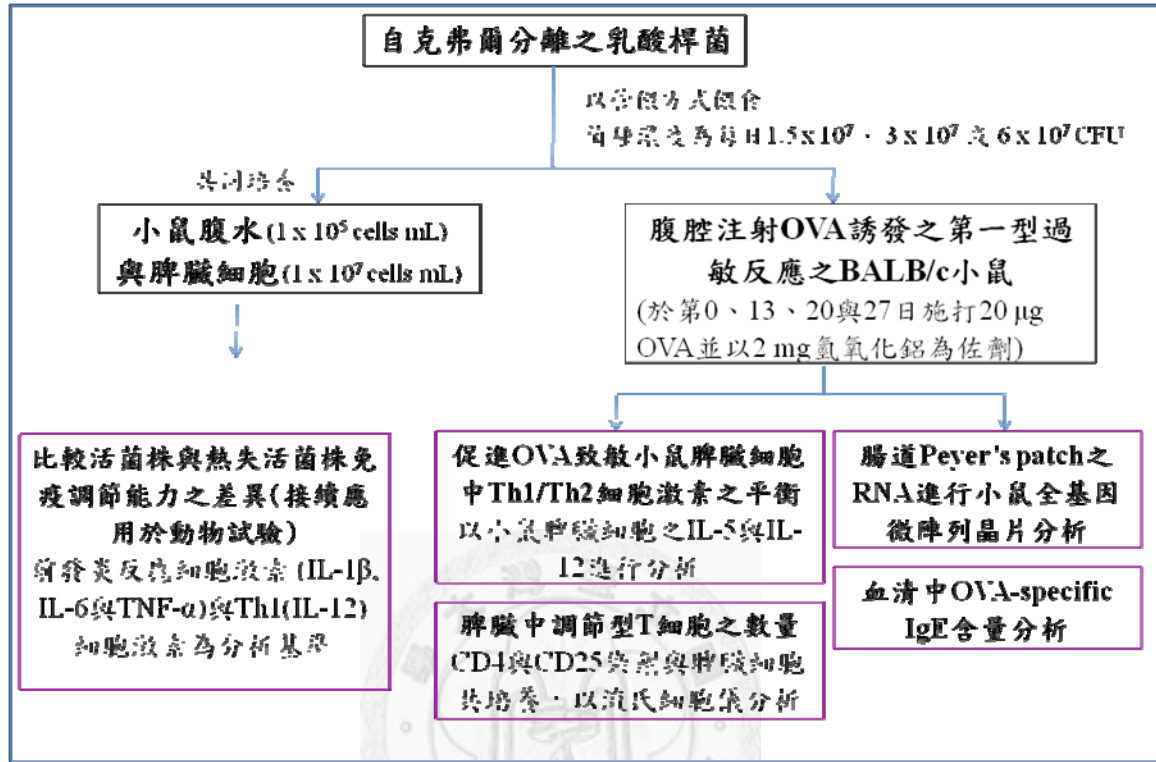 自克弗爾分離之乳酸桿菌
以管餵方式餵食
菌種濃度為每日1.5 x 10⁷、3 x 10⁷ 或 6 x 10⁷ CFU
共同培養
小鼠腹水(1 x 10⁵ cells mL)
與脾臟細胞(1 x 10⁷ cells mL)
腹腔注射OVA誘發之第一型過
敏反應之BALB/c小鼠
(於第0、13、20與27日施打20 μg
OVA並以2 mg氫氧化鋁為佐劑)
比較活菌株與熱失活菌株免
疫調節能力之差異(接續應
用於動物試驗)
前發炎反應細胞激素 (IL-1β、
IL-6與TNF-α)與Th1(IL-12)
細胞激素為分析基準
促進OVA致敏小鼠脾臟細胞
中Th1/Th2細胞激素之平衡
以小鼠脾臟細胞之IL-5與IL-
12進行分析
脾臟中調節型T細胞之數量
CD4與CD25抗體與脾臟細胞
共培養,以流氏細胞儀分析
腸道Peyer's patch之
RNA進行小鼠全基因
微陣列晶片分析
血清中OVA-specific
IgE含量分析